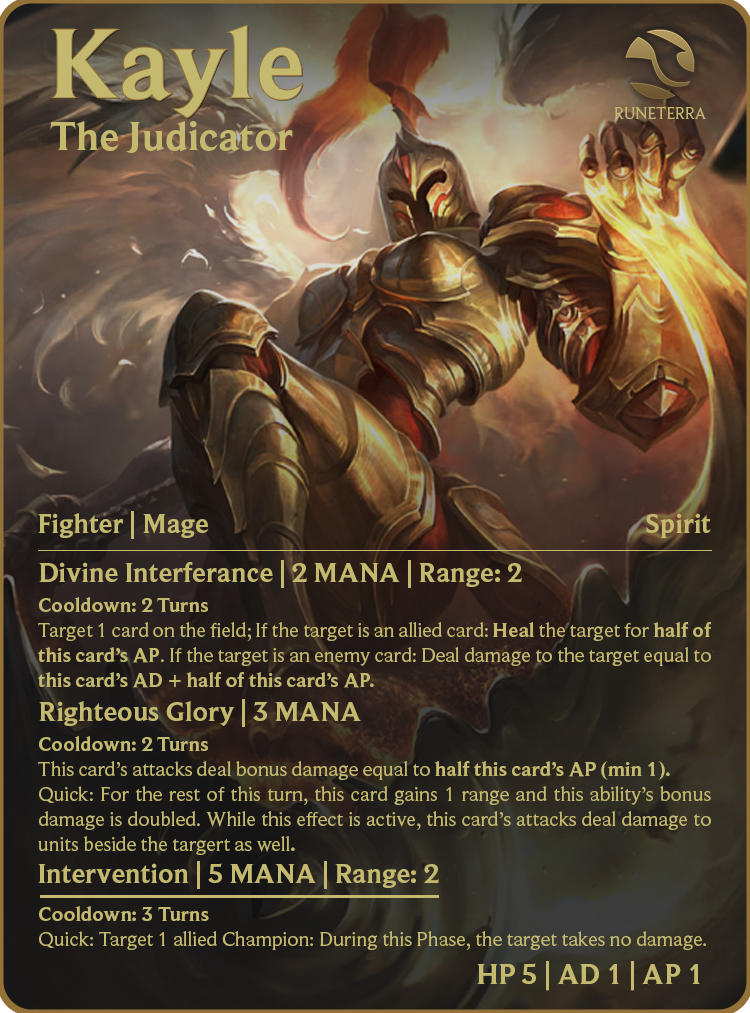 Kayle
RUNETERRA
The Judicator
Fighter | Mage
Spirit
Divine Interferance | 2 MANA | Range: 2
Cooldown: 2 Turns
Target 1 card on the field; If the target is an allied card: Heal the target for half of
this card's AP. If the target is an enemy card: Deal damage to the target equal to
this card's AD + half of this card's AP.
Righteous Glory | 3 MANA
Cooldown: 2 Turns
This card's attacks deal bonus damage equal to half this card's AP (min 1).
Quick: For the rest of this turn, this card gains 1 range and this ability's bonus
damage is doubled. While this effect is active, this card's attacks deal damage to
units beside the targert as well.
Intervention | 5 MANA | Range: 2
Cooldown: 3 Turns
Quick: Target 1 allied Champion: During this Phase, the target takes no damage.
HP 5 | AD 1 | AP 1